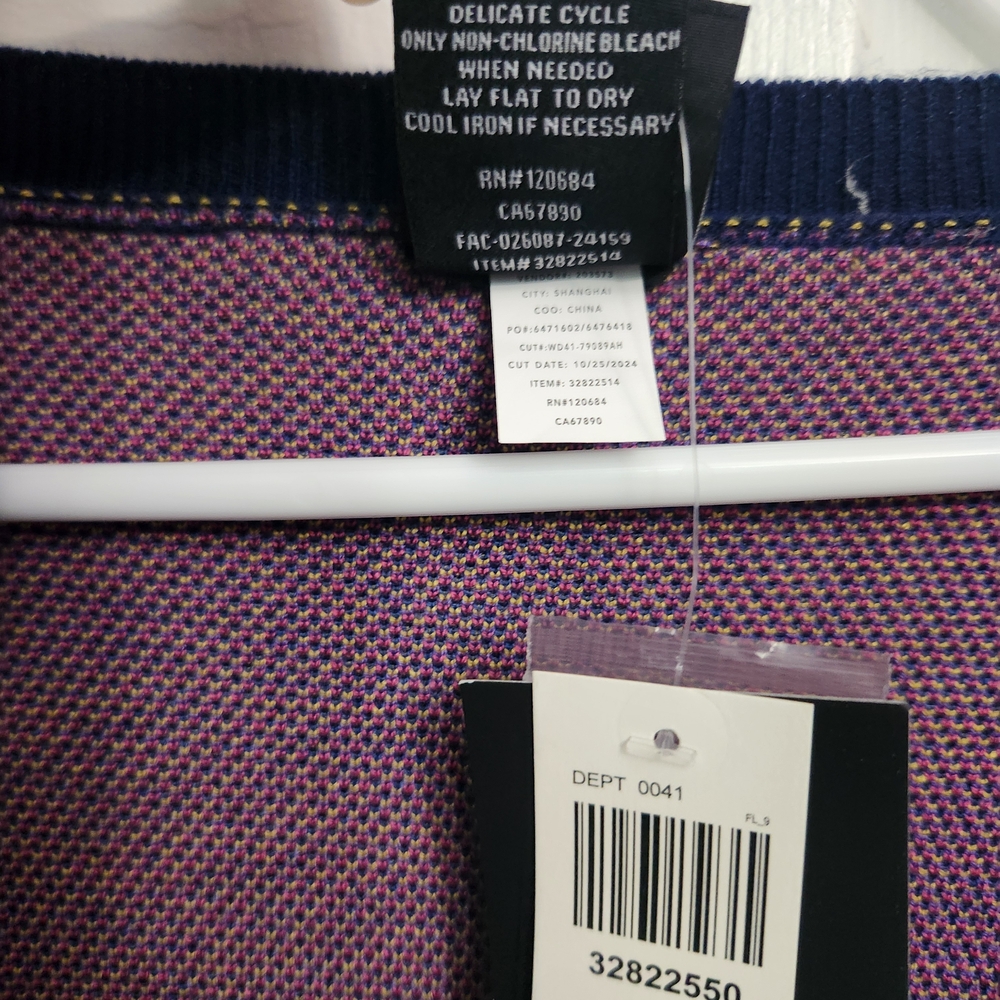 DELICATE CYCLE
ONLY NON-CHLORINE BLEACH
WHEN NEEDED
LAY FLAT TO DRY
COOL IRON IF NECESSARY
RN# 120684
CA67890
FAC-026087-24159
ITEM# 32822514
CITY: SHANGHAI
COO: CHINA
PO#:6471602/6476418
CUT#:WD41-79089AH
CUT DATE: 10/25/2024
ITEM#: 32822514
RN#120684
CA67890
DEPT 0041
FL_9
32822550